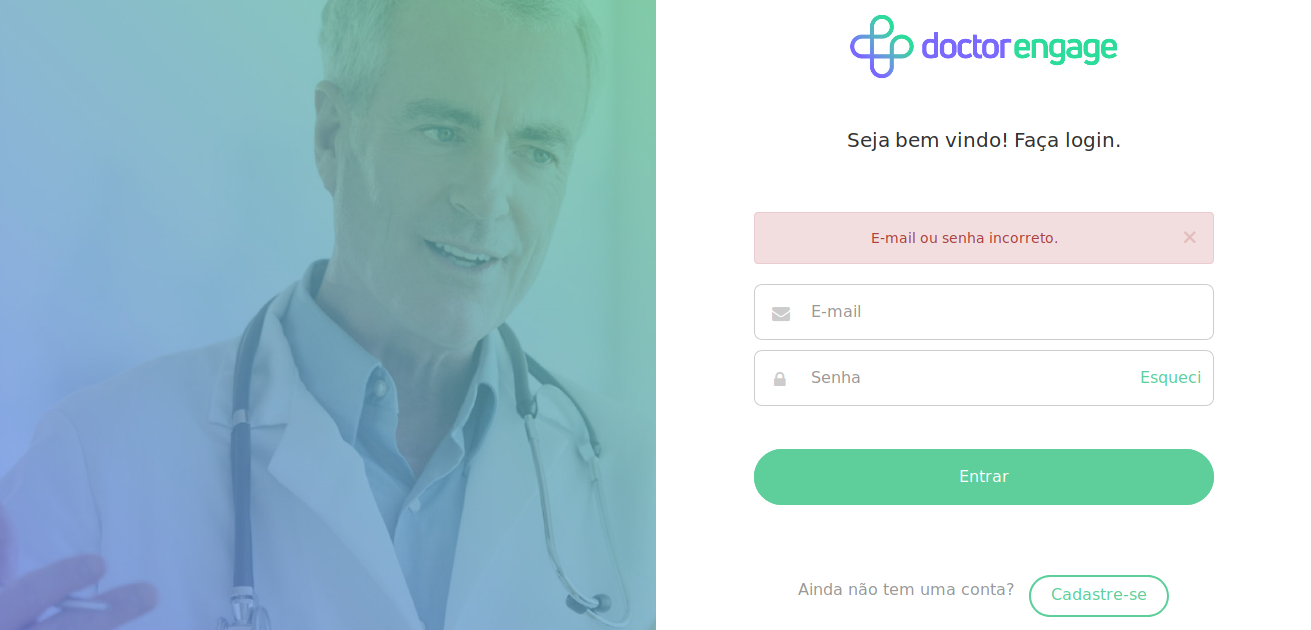 doctorengage
Seja bem vindo! Faça login.
E-mail ou senha incorreto.
×
E-mail
Senha
Esqueci
Entrar
Ainda não tem uma conta?
Cadastre-se